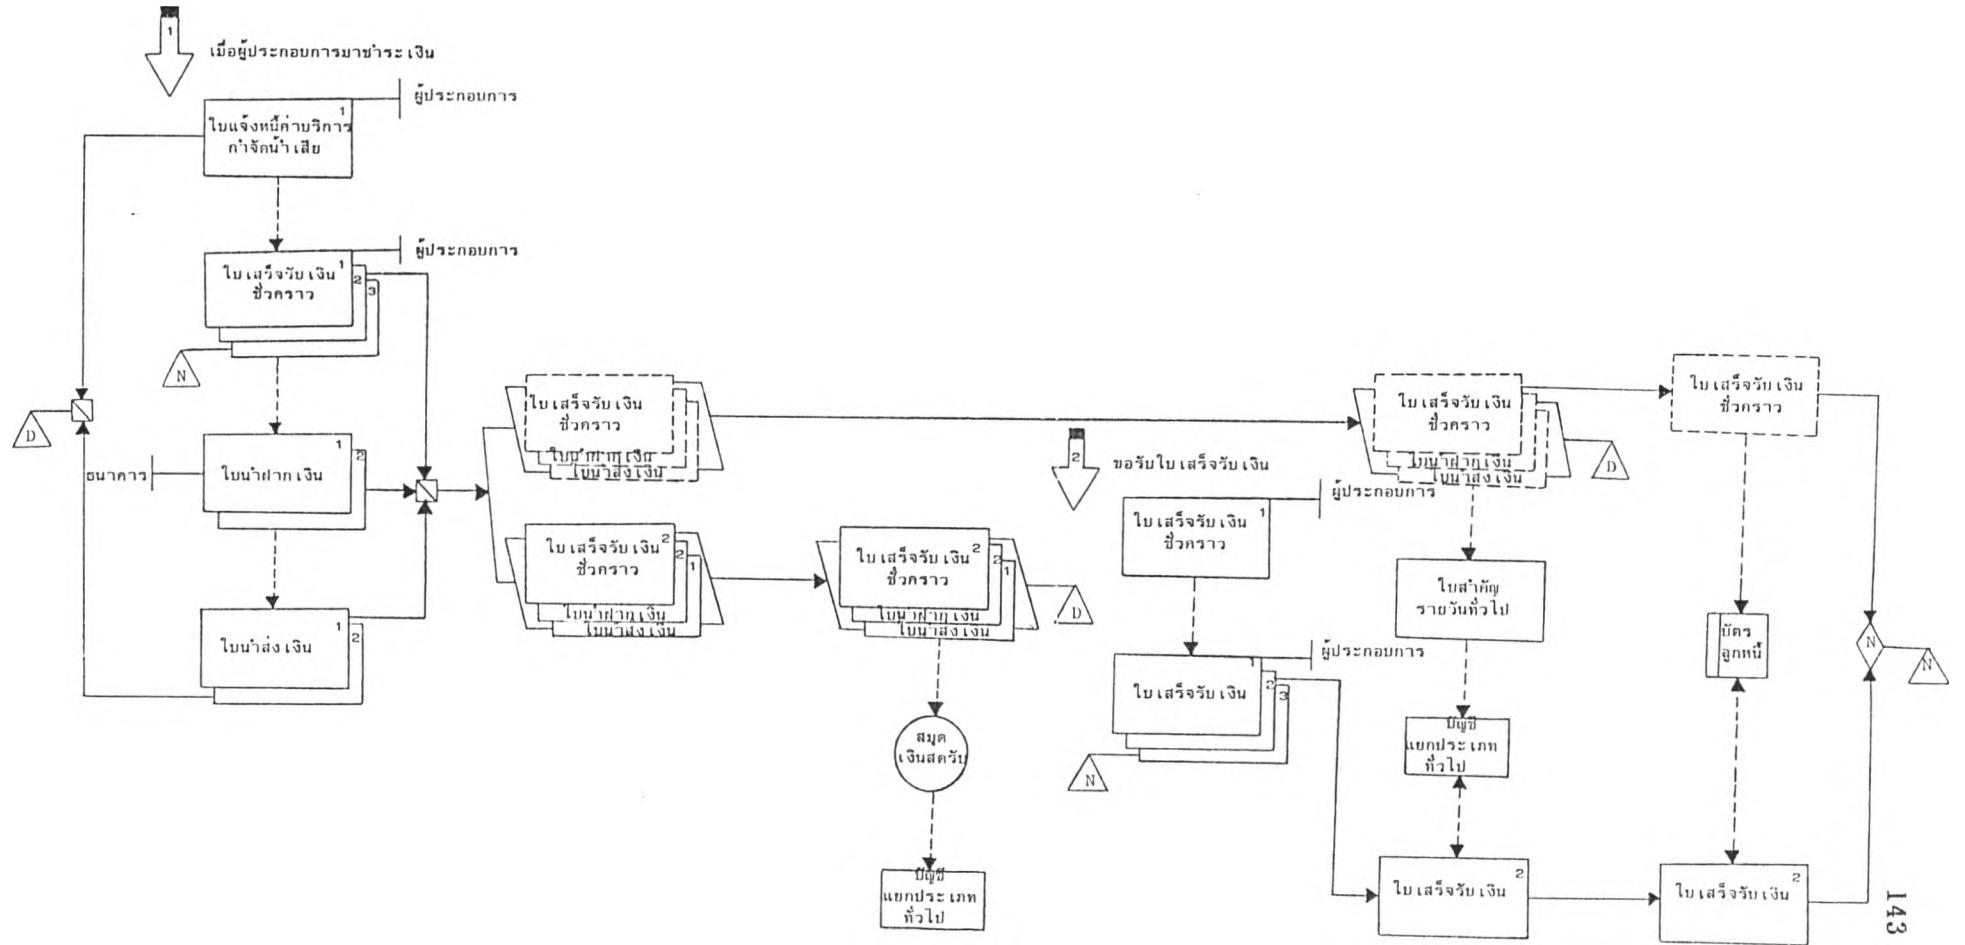 1
เมื่อผู้ประกอบการมาชำระเงิน
ผู้ประกอบการ
1
ใบแจ้งหนี้ค่าบริการ
กำจัดน้ำเสีย
ผู้ประกอบการ
1
2
3
ใบเสร็จรับเงิน
ชั่วคราว
N
D
ธนาคาร
1
2
ใบนำฝากเงิน
1
2
ใบนำส่งเงิน
ใบเสร็จรับเงิน
ชั่วคราว
ใบนำฝากเงิน
ใบนำส่งเงิน
2
2
1
ใบเสร็จรับเงิน
ชั่วคราว
ใบนำฝากเงิน
ใบนำส่งเงิน
2
2
1
ใบเสร็จรับเงิน
ชั่วคราว
ใบนำฝากเงิน
ใบนำส่งเงิน
D
สมุด
เงินสดรับ
บัญชี
แยกประเภท
ทั่วไป
2
ขอรับใบเสร็จรับเงิน
ผู้ประกอบการ
1
ใบเสร็จรับเงิน
ชั่วคราว
ผู้ประกอบการ
1
2
3
ใบเสร็จรับเงิน
N
ใบเสร็จรับเงิน
ชั่วคราว
ใบนำฝากเงิน
ใบนำส่งเงิน
D
ใบสำคัญ
รายวันทั่วไป
บัญชี
แยกประเภท
ทั่วไป
2
ใบเสร็จรับเงิน
ใบเสร็จรับเงิน
ชั่วคราว
บัตร
ลูกหนี้
2
ใบเสร็จรับเงิน
N
N
143